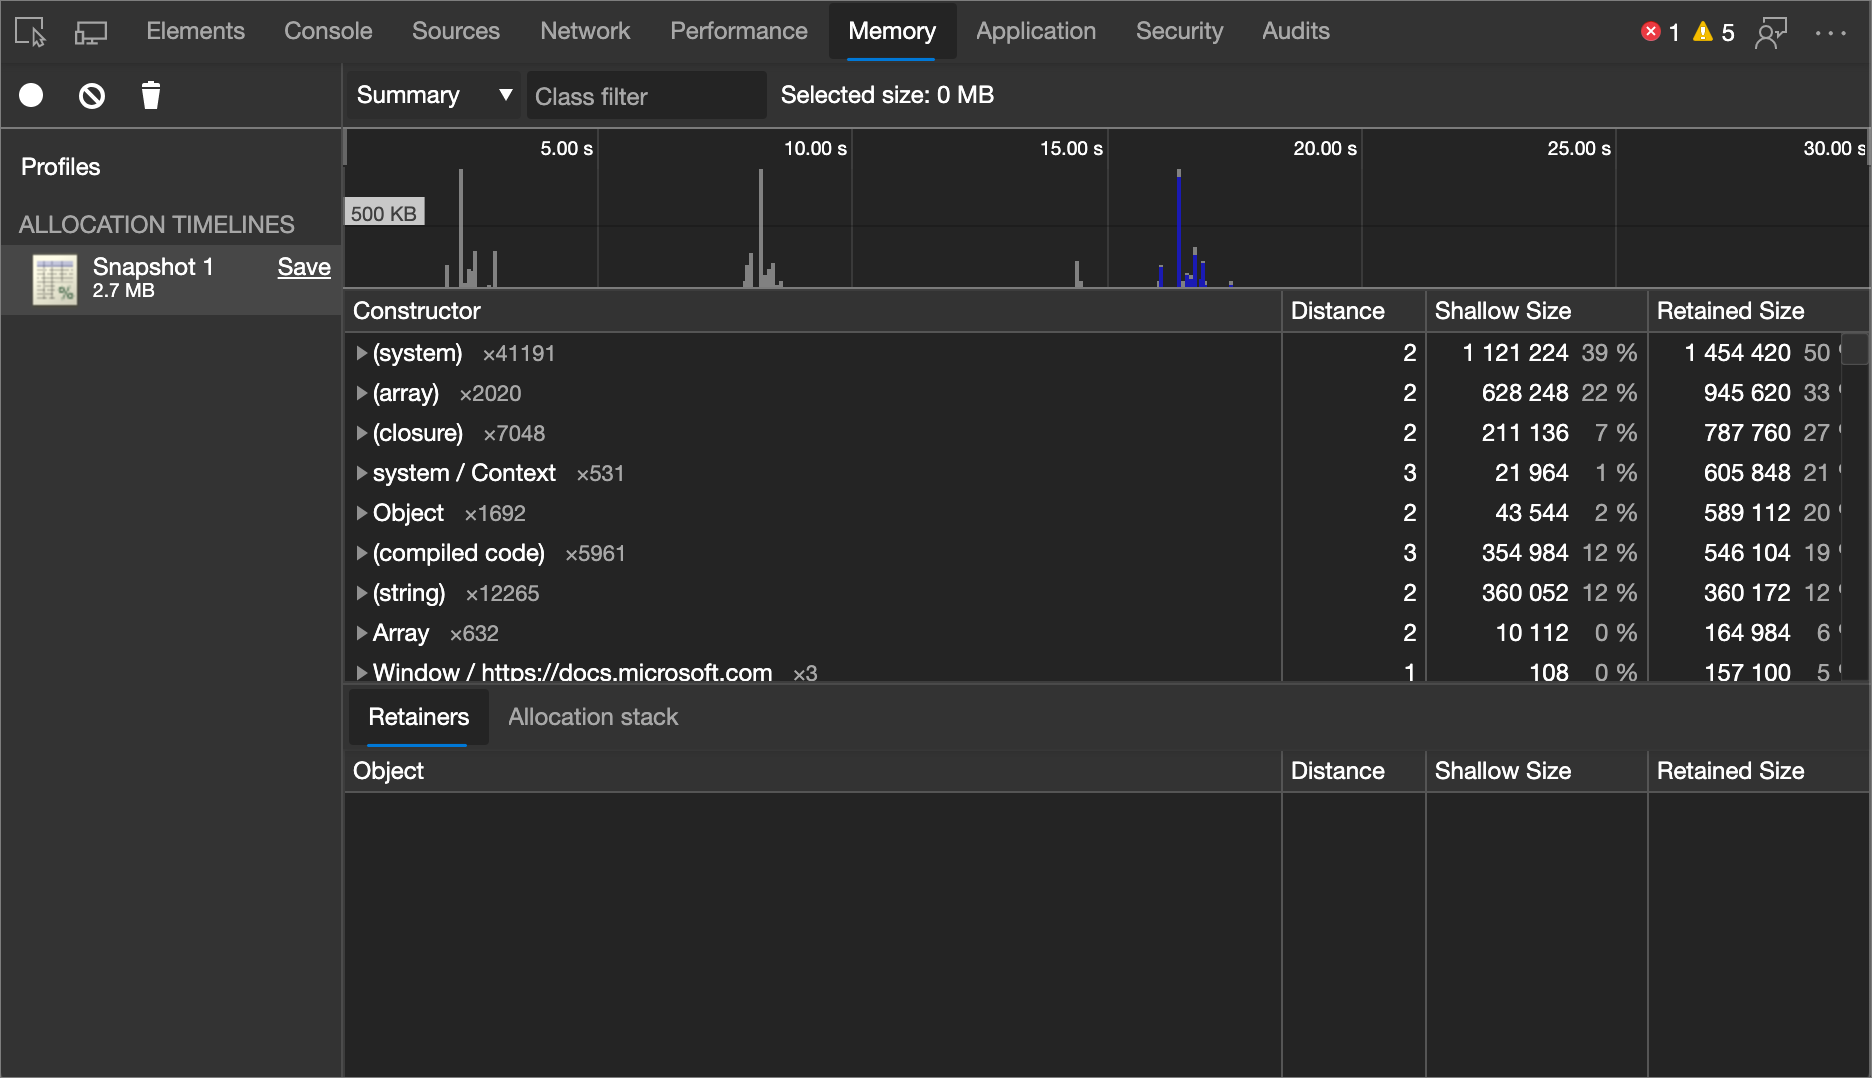 Elements Console Sources Network Performance Memory Application Security Audits 1 5 ...
Summary ▼ Class filter Selected size: 0 MB
Profiles
ALLOCATION TIMELINES
Snapshot 1 Save
2.7 MB
5.00 s 10.00 s 15.00 s 20.00 s 25.00 s 30.00 s
500 KB
Constructor Distance Shallow Size Retained Size
(system) ×41191 2 1 121 224 39 % 1 454 420 50
(array) ×2020 2 628 248 22 % 945 620 33
(closure) ×7048 2 211 136 7 % 787 760 27
system / Context ×531 3 21 964 1 % 605 848 21
Object ×1692 2 43 544 2 % 589 112 20
(compiled code) ×5961 3 354 984 12 % 546 104 19
(string) ×12265 2 360 052 12 % 360 172 12
Array ×632 2 10 112 0 % 164 984 6
Window / https://docs.microsoft.com ×3 1 108 0 % 157 100 5
Retainers Allocation stack
Object Distance Shallow Size Retained Size